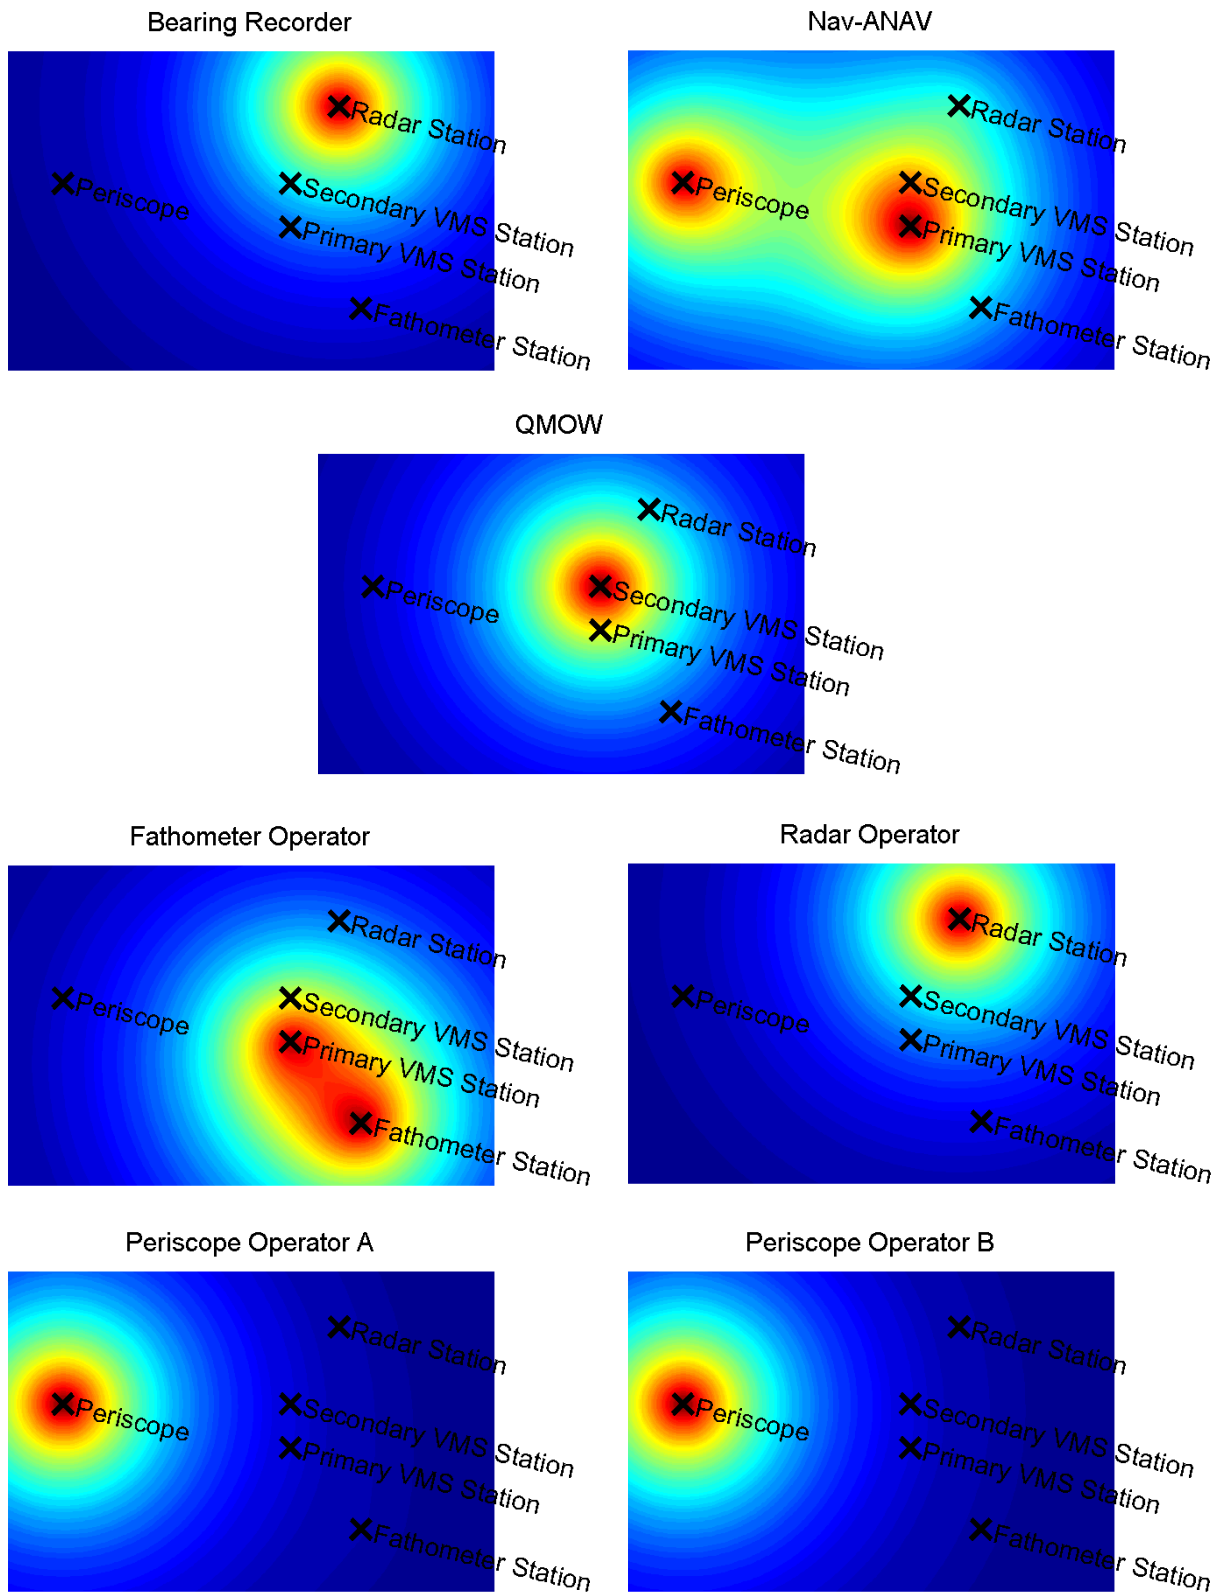 Bearing Recorder
Radar Station
Periscope
Secondary VMS Station
Primary VMS Station
Fathometer Station
Nav-ANAV
Radar Station
Periscope
Secondary VMS Station
Primary VMS Station
Fathometer Station
QMOW
Radar Station
Periscope
Secondary VMS Station
Primary VMS Station
Fathometer Station
Fathometer Operator
Radar Station
Periscope
Secondary VMS Station
Primary VMS Station
Fathometer Station
Radar Operator
Radar Station
Periscope
Secondary VMS Station
Primary VMS Station
Fathometer Station
Periscope Operator A
Radar Station
Periscope
Secondary VMS Station
Primary VMS Station
Fathometer Station
Periscope Operator B
Radar Station
Periscope
Secondary VMS Station
Primary VMS Station
Fathometer Station